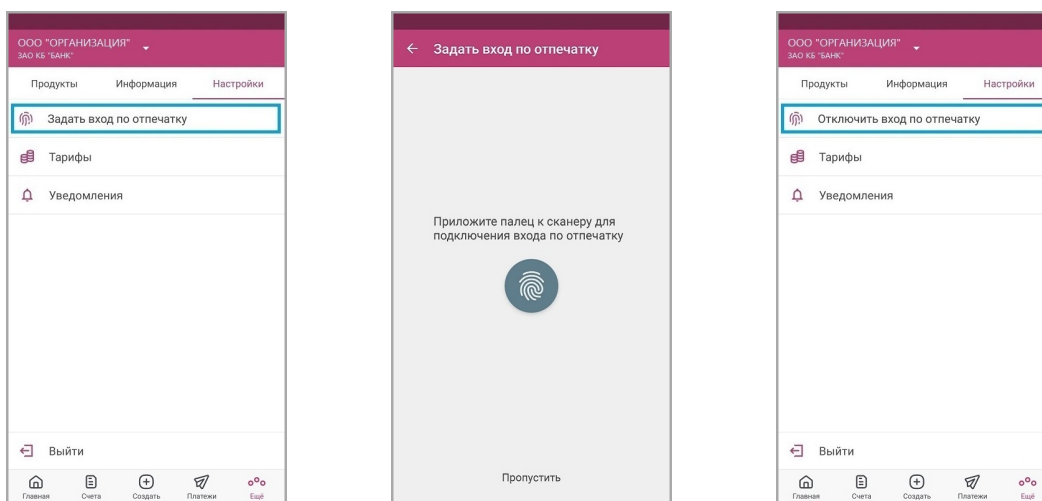 ООО "ОРГАНИЗАЦИЯ"
ЗАО КБ "БАНК"
Продукты Информация Настройки
Задать вход по отпечатку
Тарифы
Уведомления
Выйти
Главная Счета Создать Платежи Ещё
Задать вход по отпечатку
Приложите палец к сканеру для
подключения входа по отпечатку
Пропустить
ООО "ОРГАНИЗАЦИЯ"
ЗАО КБ "БАНК"
Продукты Информация Настройки
Отключить вход по отпечатку
Тарифы
Уведомления
Выйти
Главная Счета Создать Платежи Ещё